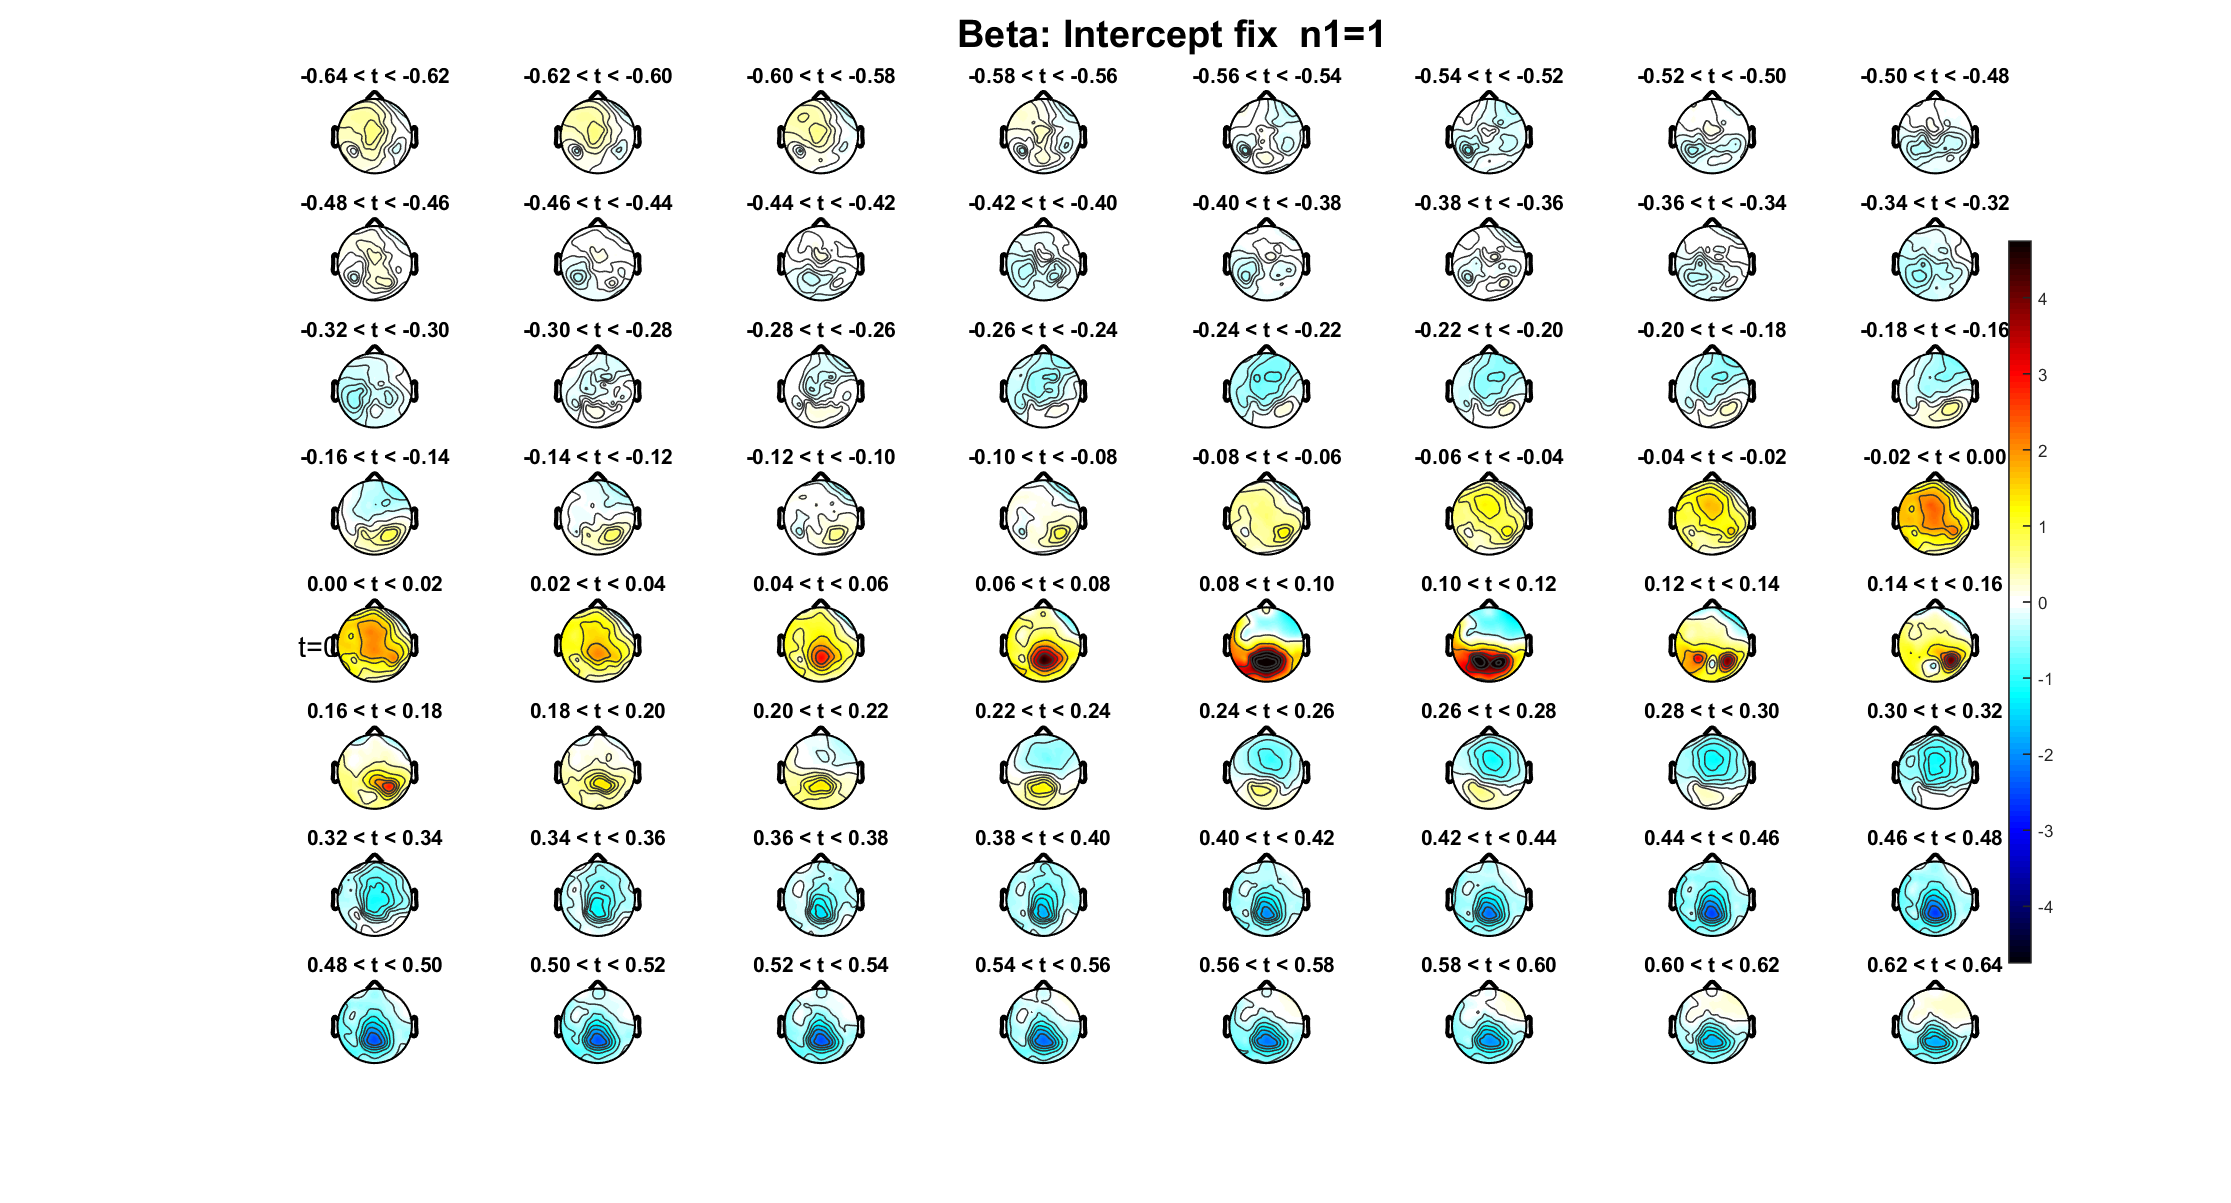 Beta: Intercept fix  n1=1
-0.64 < t < -0.62
-0.62 < t < -0.60
-0.60 < t < -0.58
-0.58 < t < -0.56
-0.56 < t < -0.54
-0.54 < t < -0.52
-0.52 < t < -0.50
-0.50 < t < -0.48
-0.48 < t < -0.46
-0.46 < t < -0.44
-0.44 < t < -0.42
-0.42 < t < -0.40
-0.40 < t < -0.38
-0.38 < t < -0.36
-0.36 < t < -0.34
-0.34 < t < -0.32
-0.32 < t < -0.30
-0.30 < t < -0.28
-0.28 < t < -0.26
-0.26 < t < -0.24
-0.24 < t < -0.22
-0.22 < t < -0.20
-0.20 < t < -0.18
-0.18 < t < -0.16
-0.16 < t < -0.14
-0.14 < t < -0.12
-0.12 < t < -0.10
-0.10 < t < -0.08
-0.08 < t < -0.06
-0.06 < t < -0.04
-0.04 < t < -0.02
-0.02 < t < 0.00
0.00 < t < 0.02
0.02 < t < 0.04
0.04 < t < 0.06
0.06 < t < 0.08
0.08 < t < 0.10
0.10 < t < 0.12
0.12 < t < 0.14
0.14 < t < 0.16
t=0
0.16 < t < 0.18
0.18 < t < 0.20
0.20 < t < 0.22
0.22 < t < 0.24
0.24 < t < 0.26
0.26 < t < 0.28
0.28 < t < 0.30
0.30 < t < 0.32
0.32 < t < 0.34
0.34 < t < 0.36
0.36 < t < 0.38
0.38 < t < 0.40
0.40 < t < 0.42
0.42 < t < 0.44
0.44 < t < 0.46
0.46 < t < 0.48
0.48 < t < 0.50
0.50 < t < 0.52
0.52 < t < 0.54
0.54 < t < 0.56
0.56 < t < 0.58
0.58 < t < 0.60
0.60 < t < 0.62
0.62 < t < 0.64
4
3
2
1
0
-1
-2
-3
-4